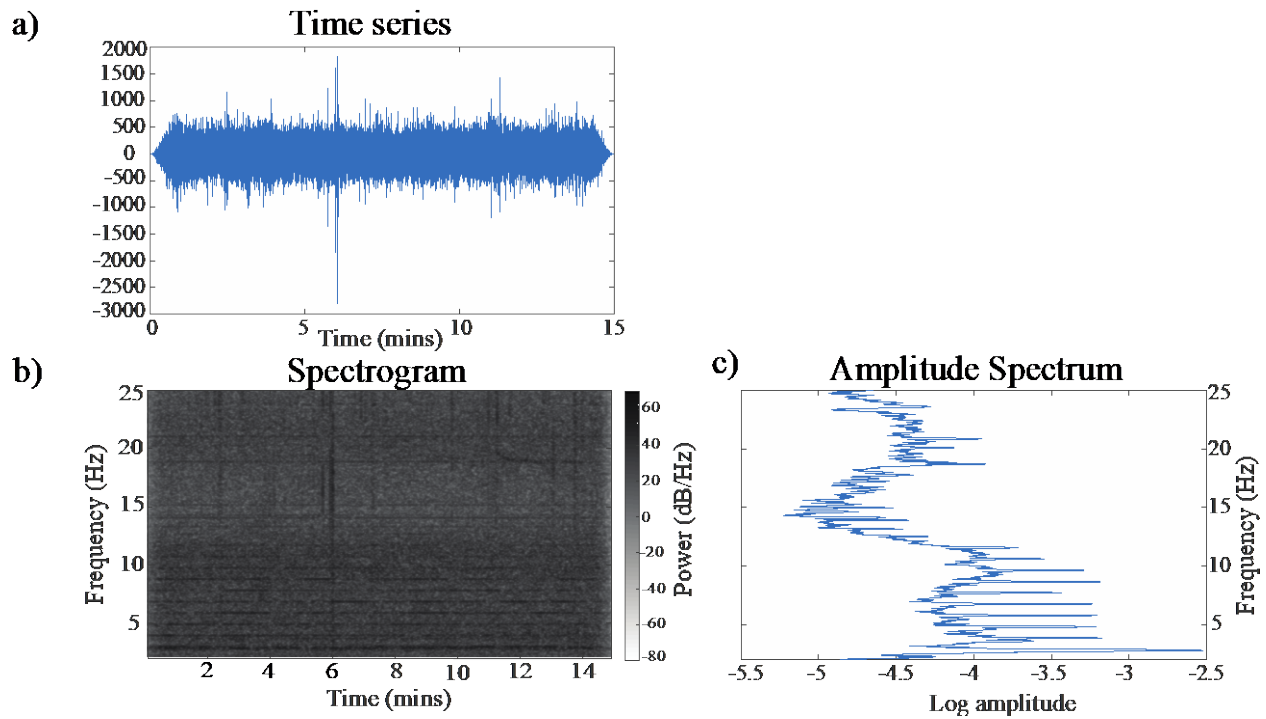 a)
Time series
2000
1500
1000
500
0
-500
-1000
-1500
-2000
-2500
-3000
0 5 10 15
Time (mins)
b)
Spectrogram
25
20
15
10
5
Frequency (Hz)
2 4 6 8 10 12 14
Time (mins)
60
40
20
0
-20
-40
-60
-80
Power (dB/Hz)
c)
Amplitude Spectrum
25
20
15
10
5
Frequency (Hz)
-5.5 -5 -4.5 -4 -3.5 -3 -2.5
Log amplitude